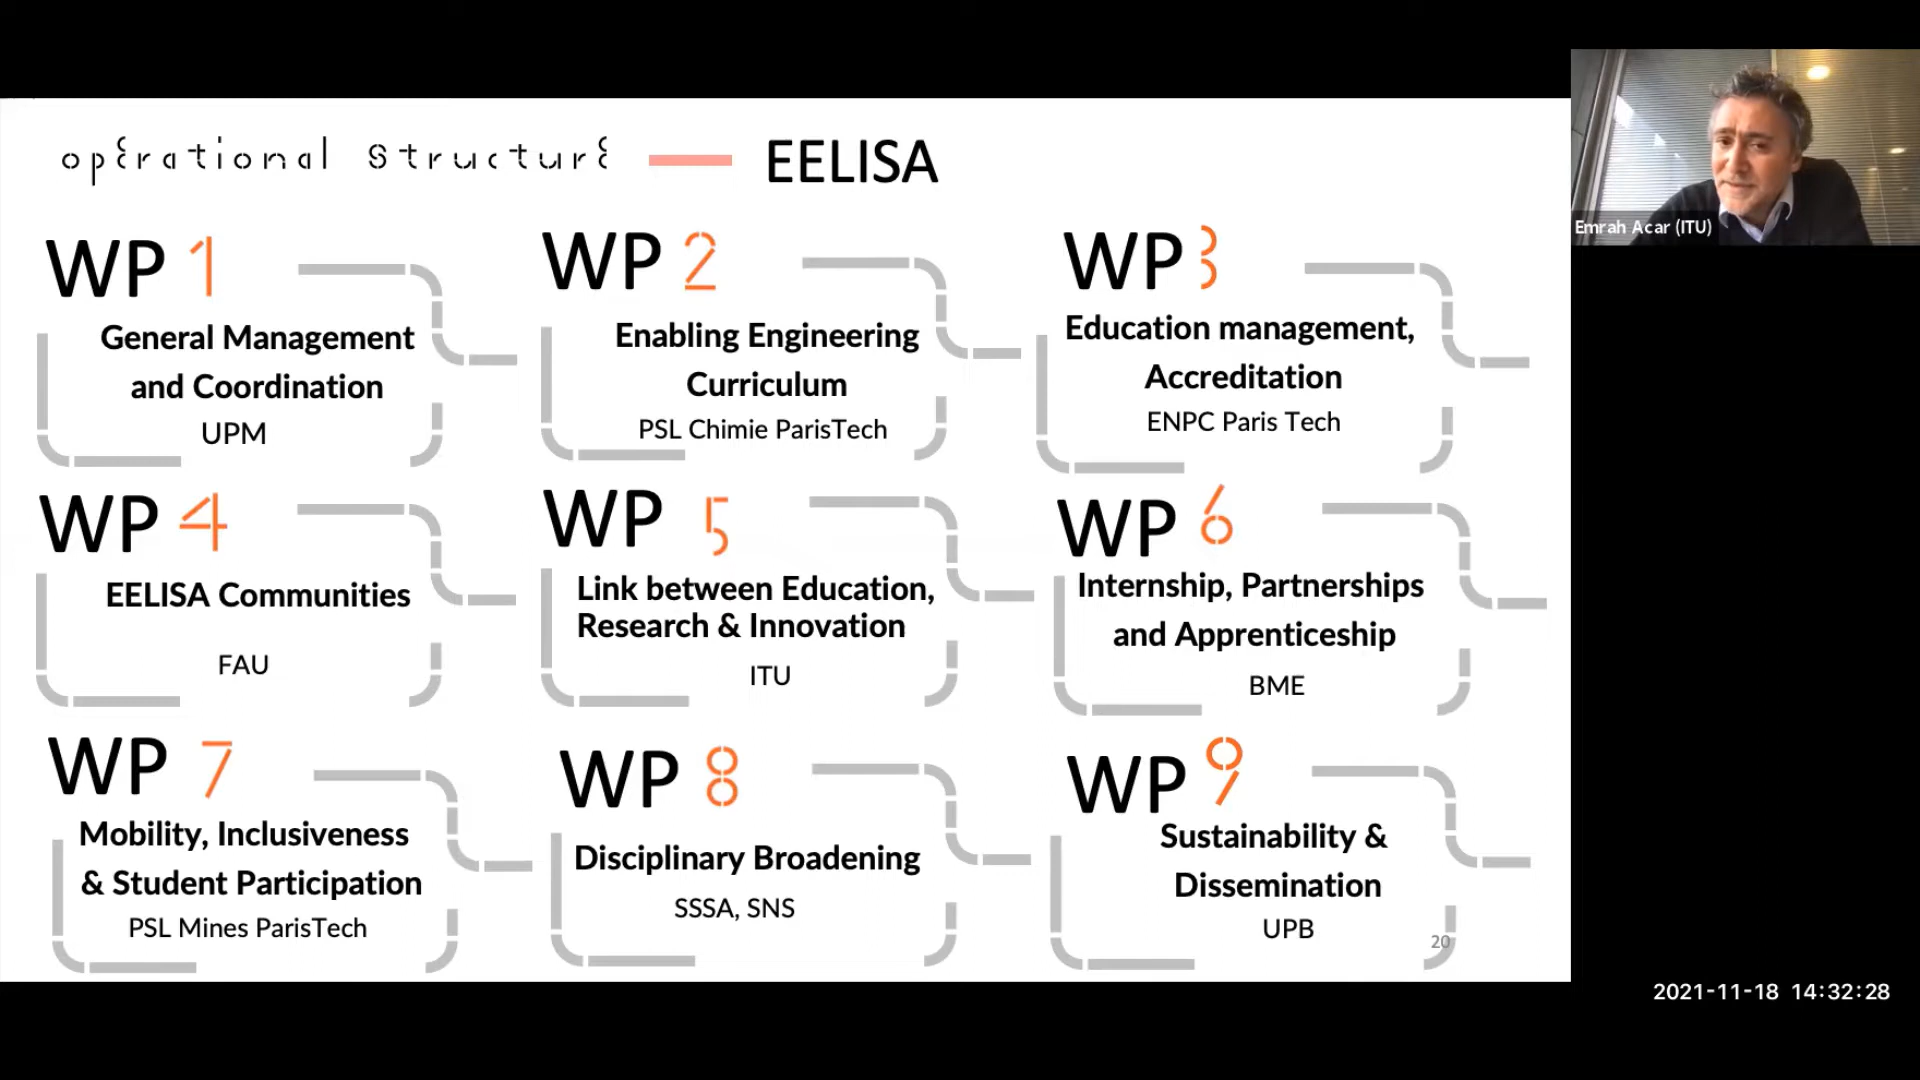 operational structure EELISA
WP 1
General Management
and Coordination
UPM
WP 2
Enabling Engineering
Curriculum
PSL Chimie ParisTech
WP 3
Education management,
Accreditation
ENPC Paris Tech
WP 4
EELISA Communities
FAU
WP 5
Link between Education,
Research & Innovation
ITU
WP 6
Internship, Partnerships
and Apprenticeship
BME
WP 7
Mobility, Inclusiveness
& Student Participation
PSL Mines ParisTech
WP 8
Disciplinary Broadening
SSSA, SNS
WP 9
Sustainability &
Dissemination
UPB
20
Emrah Acar (ITU)
2021-11-18 14:32:28